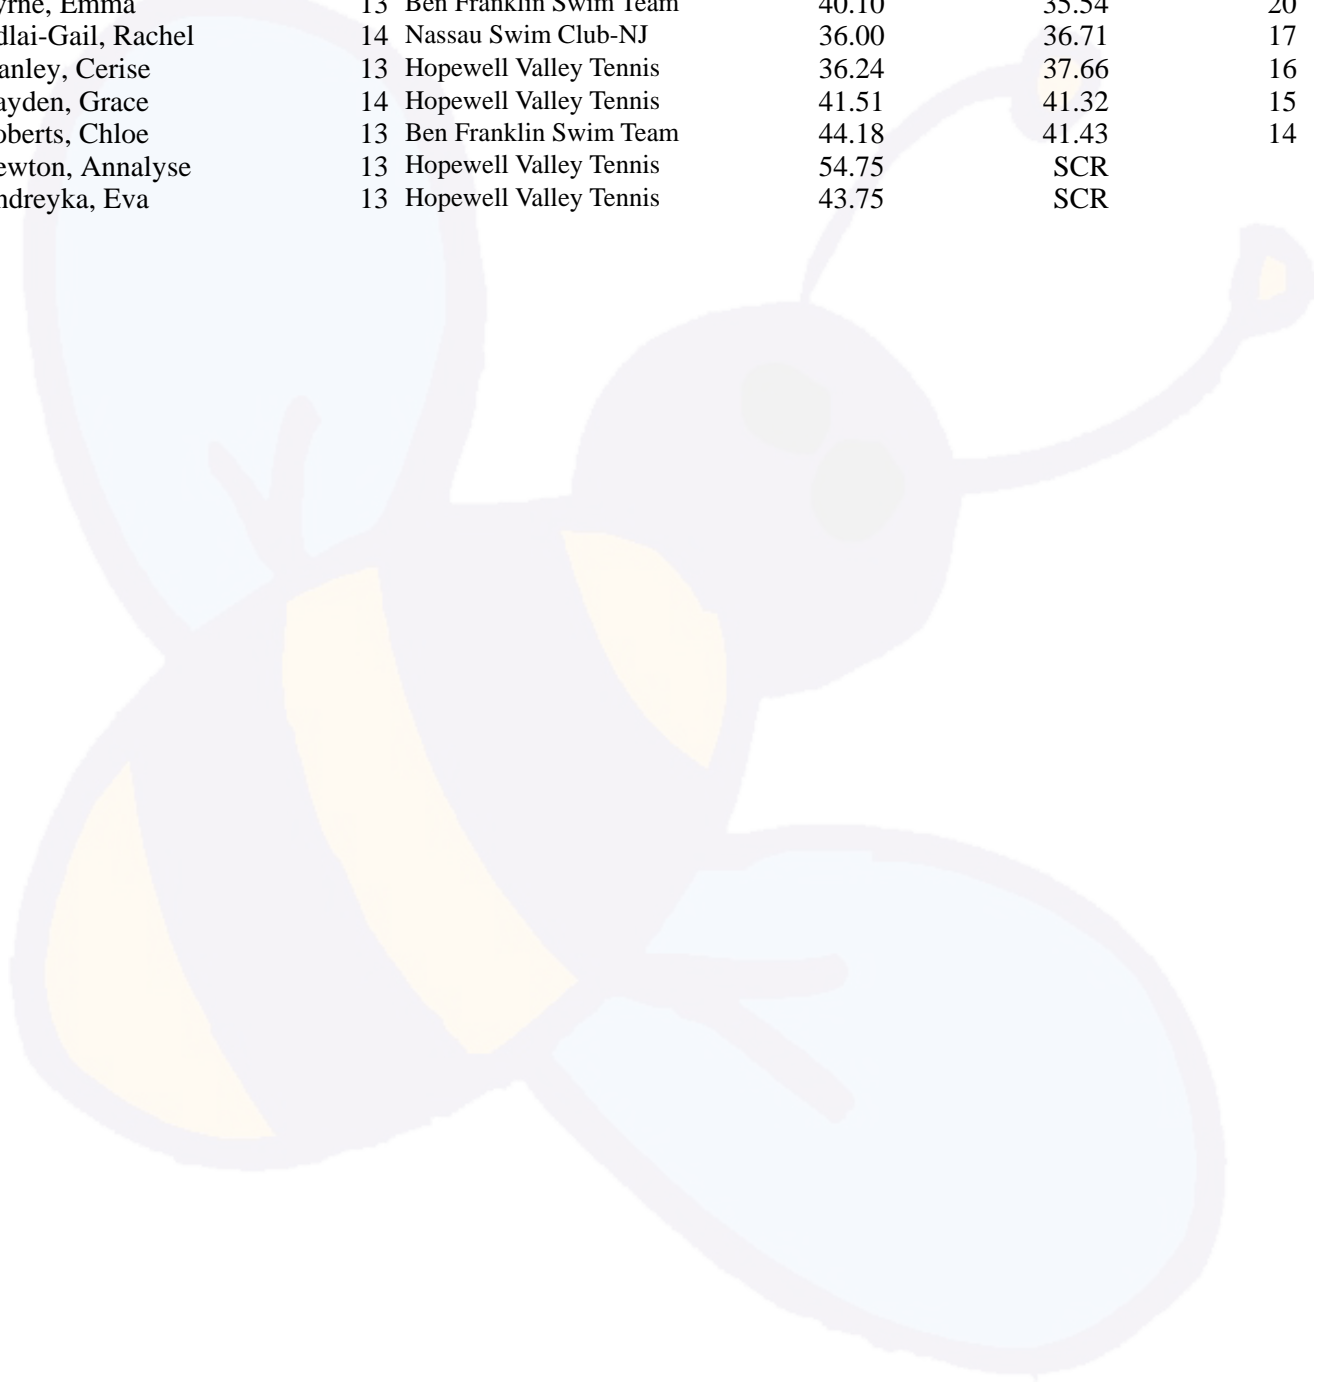 yrne, Emma 13 Ben Franklin Swim Team 40.10 35.54 20
dlai-Gail, Rachel 14 Nassau Swim Club-NJ 36.00 36.71 17
anley, Cerise 13 Hopewell Valley Tennis 36.24 37.66 16
ayden, Grace 14 Hopewell Valley Tennis 41.51 41.32 15
oberts, Chloe 13 Ben Franklin Swim Team 44.18 41.43 14
ewton, Annalyse 13 Hopewell Valley Tennis 54.75 SCR
ndreyka, Eva 13 Hopewell Valley Tennis 43.75 SCR